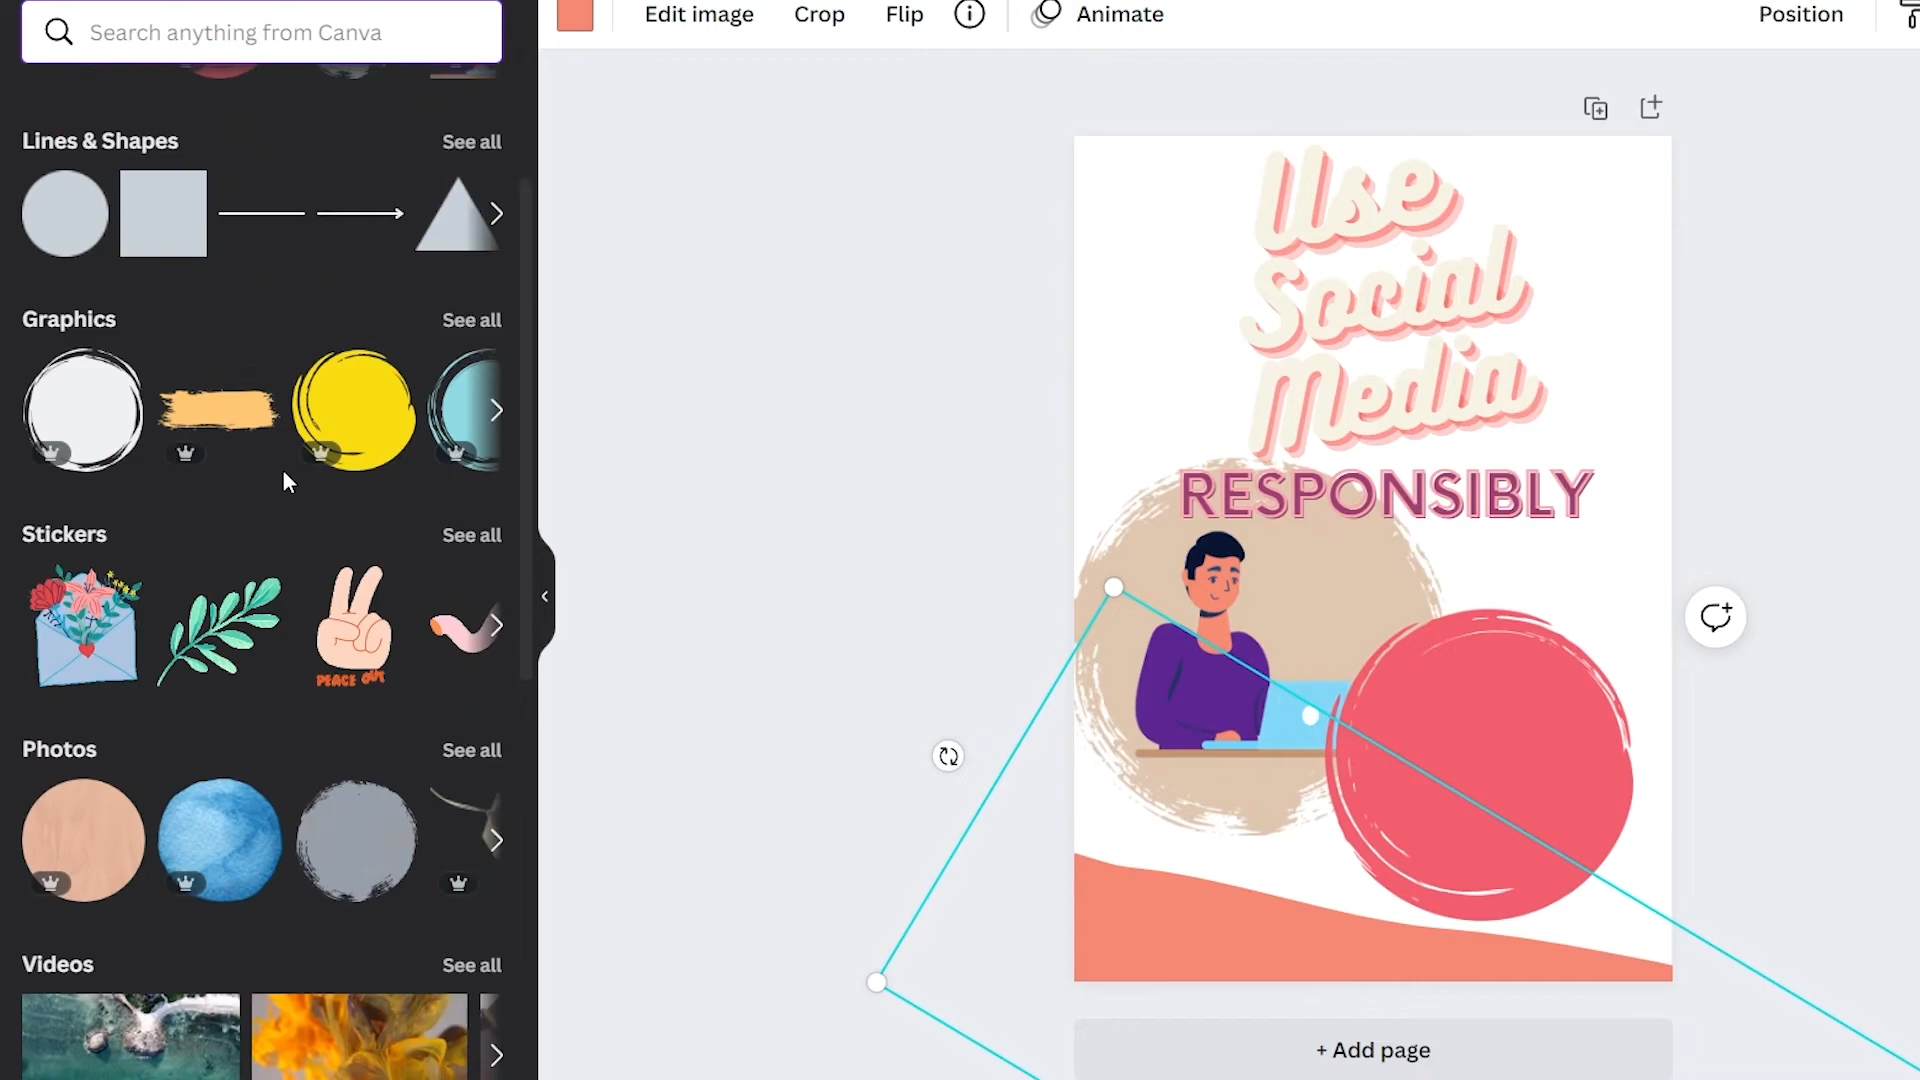 Search anything from Canva
Edit image
Crop
Flip
Animate
Position
Lines & Shapes
See all
Graphics
See all
Stickers
See all
PEACE OUT
Photos
See all
Videos
See all
Use
Social
Media
RESPONSIBLY
+ Add page